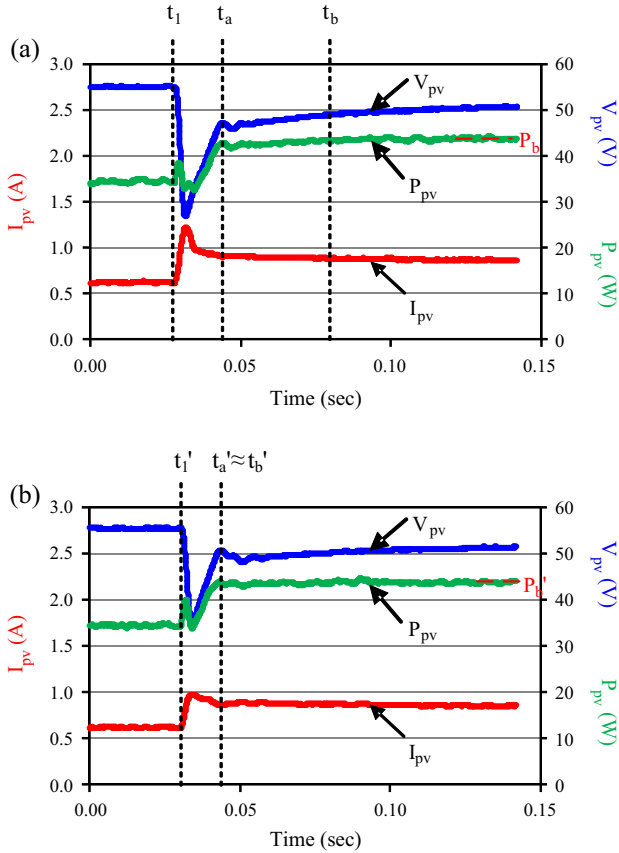 t1 ta tb
(a)
3.0 60
2.5 50
2.0 40
1.5 30
1.0 20
0.5 10
0.0 0
Vpv
Pb
Ppv
Ipv
Ipv (A)
Vpv (V)
Ppv (W)
0.00 0.05 0.10 0.15
Time (sec)
t1' ta'≈ tb'
(b)
3.0 60
2.5 50
2.0 40
1.5 30
1.0 20
0.5 10
0.0 0
Vpv
Pb'
Ppv
Ipv
Ipv (A)
Vpv (V)
Ppv (W)
0.00 0.05 0.10 0.15
Time (sec)